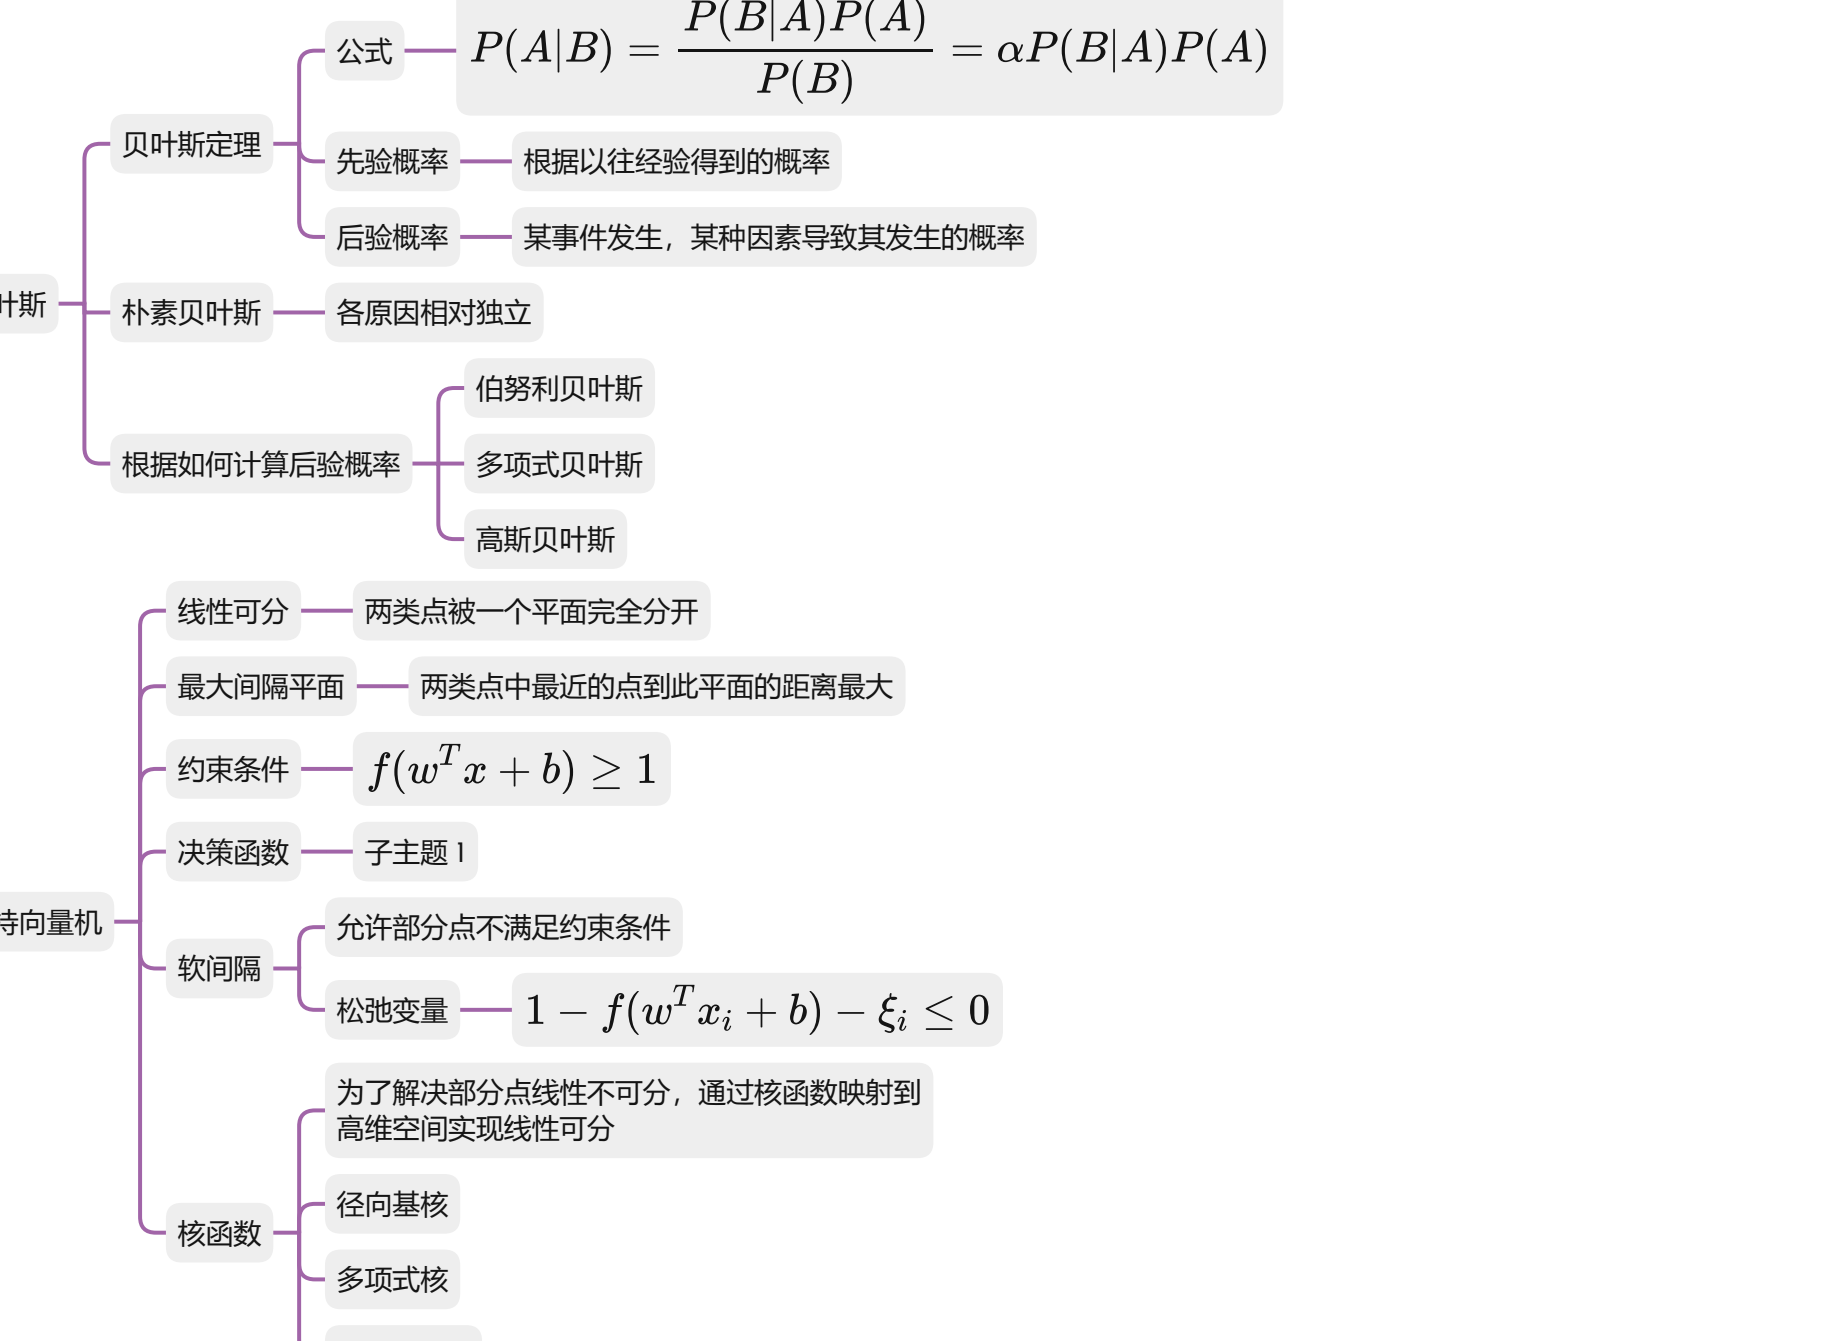 公式
P(A|B) = P(B|A)P(A) / P(B) = αP(B|A)P(A)
贝叶斯定理
先验概率
根据以往经验得到的概率
后验概率
某事件发生，某种因素导致其发生的概率
叶斯
朴素贝叶斯
各原因相对独立
伯努利贝叶斯
根据如何计算后验概率
多项式贝叶斯
高斯贝叶斯
线性可分
两类点被一个平面完全分开
最大间隔平面
两类点中最近的点到此平面的距离最大
约束条件
f(w^T x + b) ≥ 1
决策函数
子主题 1
持向量机
软间隔
允许部分点不满足约束条件
松弛变量
1 − f(w^T x_i + b) − ξ_i ≤ 0
核函数
为了解决部分点线性不可分，通过核函数映射到
高维空间实现线性可分
径向基核
多项式核